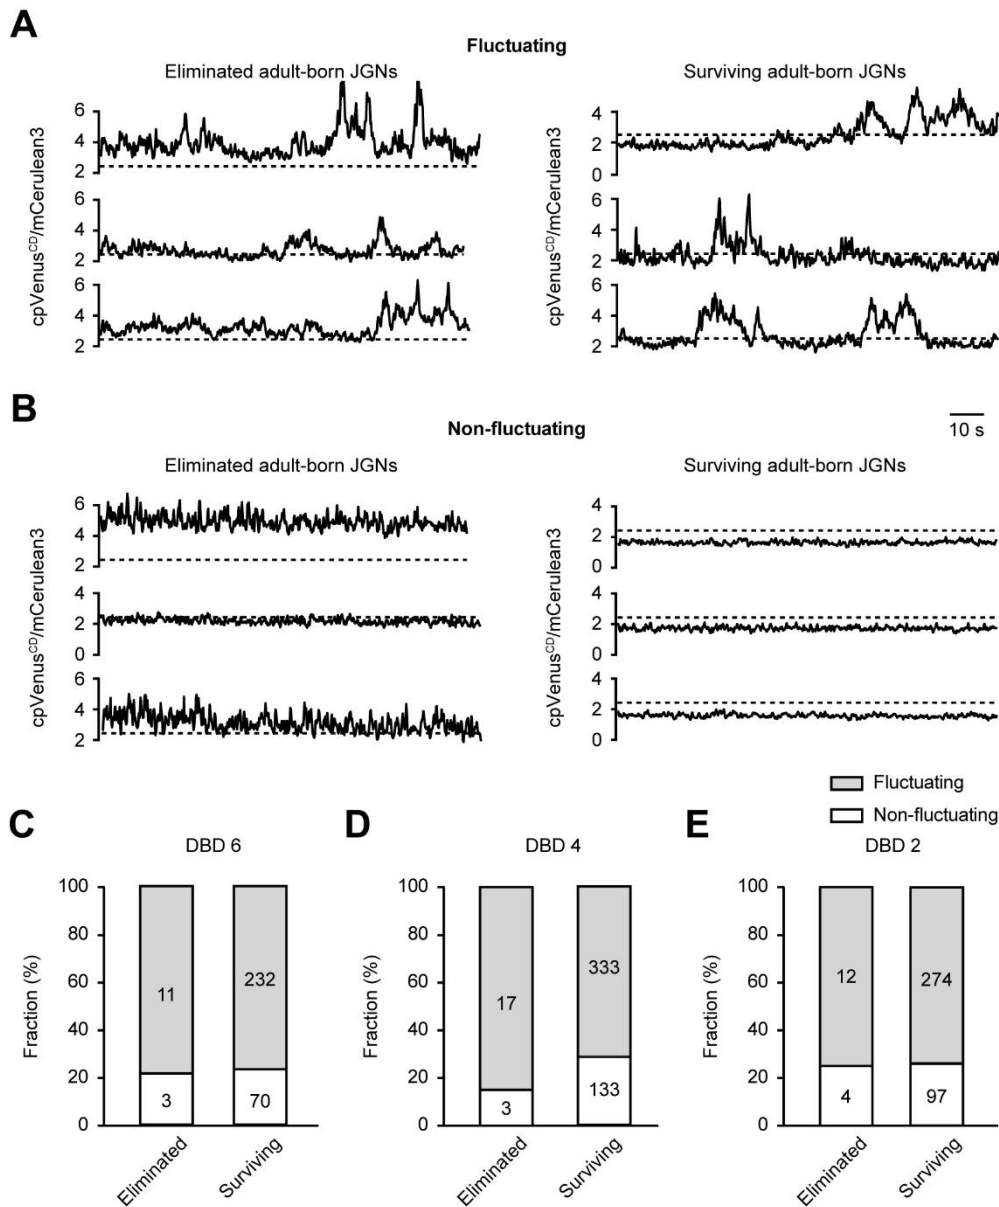 A
Fluctuating
Eliminated adult-born JGNs
Surviving adult-born JGNs
cpVenusCD/mCerulean3
6
4
2
6
4
2
6
4
2
cpVenusCD/mCerulean3
4
2
0
6
4
2
6
4
2
B
Non-fluctuating
10 s
Eliminated adult-born JGNs
Surviving adult-born JGNs
cpVenusCD/mCerulean3
6
4
2
4
2
0
6
4
2
cpVenusCD/mCerulean3
4
2
0
4
2
0
4
2
0
Fluctuating
Non-fluctuating
C
DBD 6
Fraction (%)
100
80
60
40
20
0
11
232
3
70
Eliminated
Surviving
D
DBD 4
Fraction (%)
100
80
60
40
20
0
17
333
3
133
Eliminated
Surviving
E
DBD 2
Fraction (%)
100
80
60
40
20
0
12
274
4
97
Eliminated
Surviving